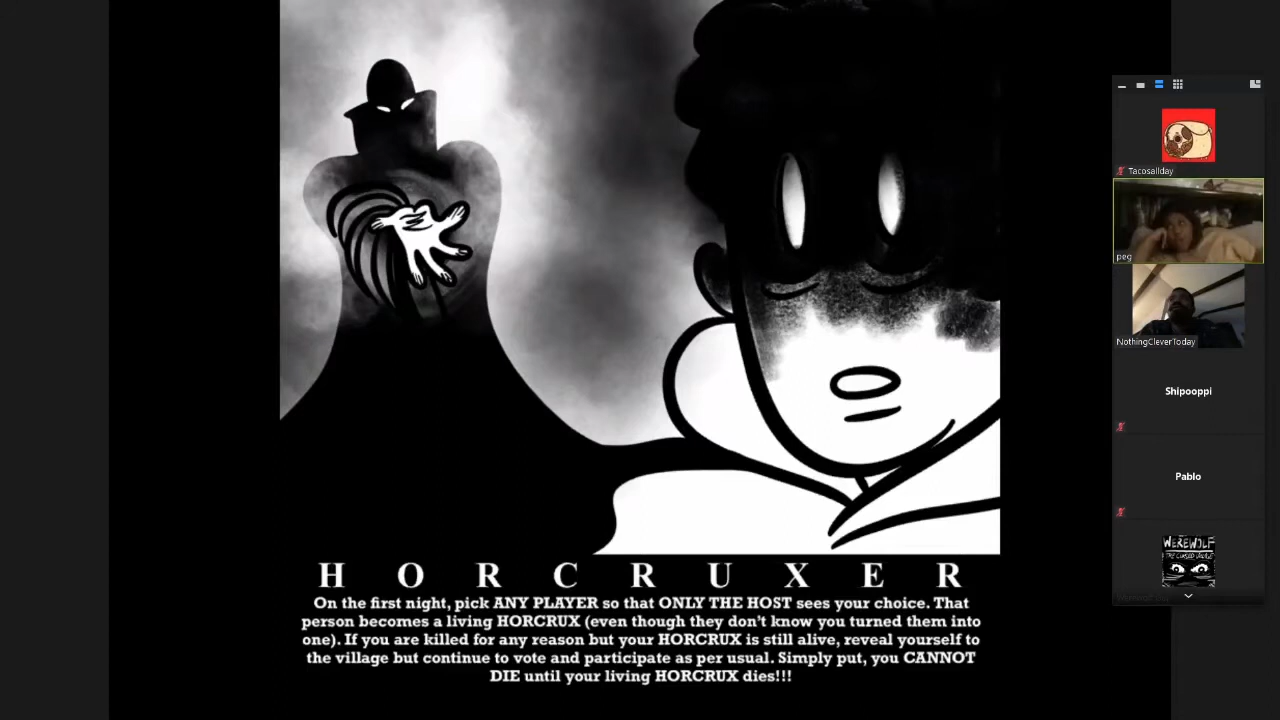 Tacosallday
peg
NothingCleverToday
Shipooppi
Pablo
WEREWOLF
H O R C R U X E R
On the first night, pick ANY PLAYER so that ONLY THE HOST sees your choice. That
person becomes a living HORCRUX (even though they don't know you turned them into
one). If you are killed for any reason but your HORCRUX is still alive, reveal yourself to
the village but continue to vote and participate as per usual. Simply put, you CANNOT
DIE until your living HORCRUX dies!!!